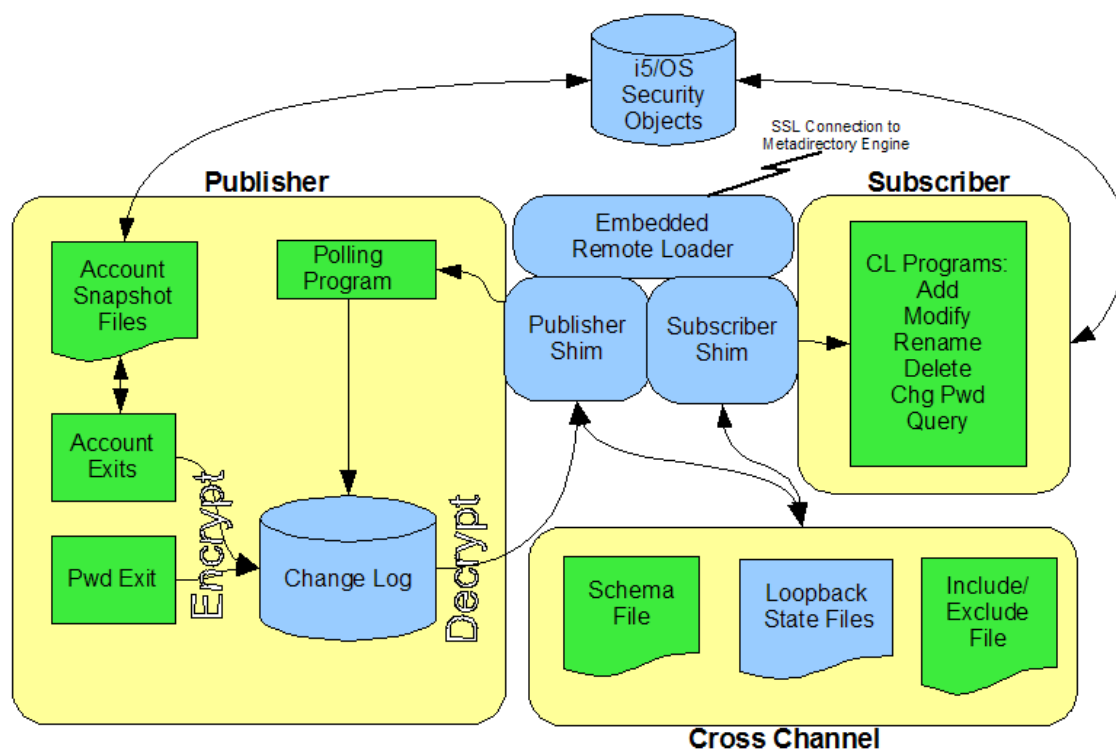 i5/OS
Security
Objects
SSL Connection to
Metadirectory Engine
Publisher
Subscriber
Account
Snapshot
Files
Polling
Program
Embedded
Remote Loader
Publisher
Shim
Subscriber
Shim
CL Programs:
Add
Modify
Rename
Delete
Chg Pwd
Query
Account
Exits
Pwd Exit
Encrypt
Change Log
Decrypt
Schema
File
Loopback
State Files
Include/
Exclude
File
Cross Channel